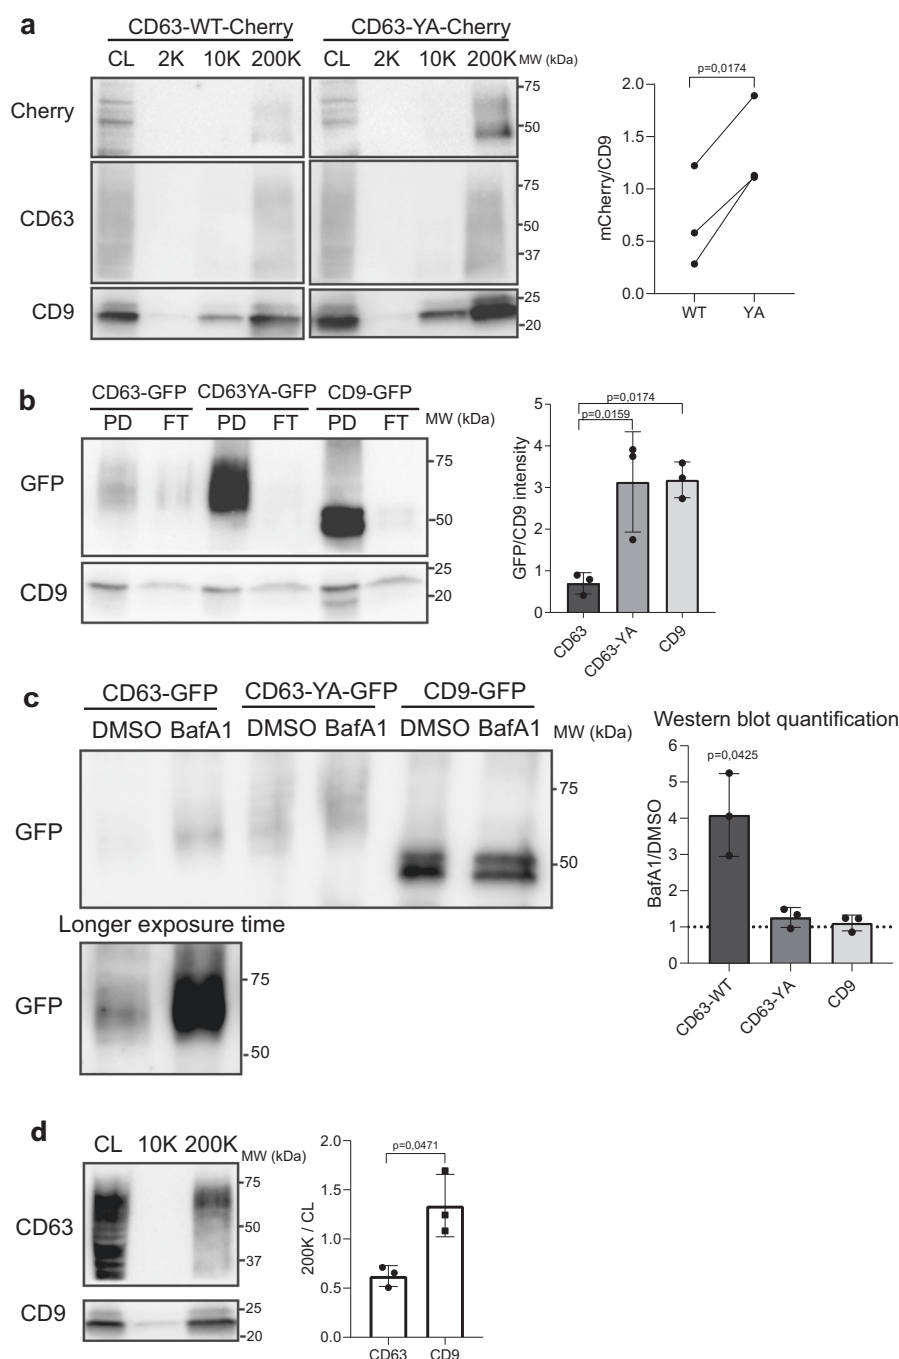 a
CD63-WT-Cherry CD63-YA-Cherry
CL 2K 10K 200K CL 2K 10K 200K MW (kDa)
Cherry
75
50
CD63
75
50
37
CD9
25
20
p=0,0174
mCherry/CD9
2.0
1.5
1.0
0.5
0.0
WT YA
b
CD63-GFP CD63YA-GFP CD9-GFP
PD FT PD FT PD FT MW (kDa)
GFP
75
50
CD9
25
20
p=0,0174
p=0,0159
GFP/CD9 intensity
5
4
3
2
1
0
CD63 CD63-YA CD9
c
CD63-GFP CD63-YA-GFP CD9-GFP
DMSO BafA1 DMSO BafA1 DMSO BafA1 MW (kDa)
GFP
75
50
Longer exposure time
GFP
75
50
Western blot quantification
p=0,0425
BafA1/DMSO
6
5
4
3
2
1
0
CD63-WT CD63-YA CD9
d
CL 10K 200K MW (kDa)
CD63
75
50
37
CD9
25
20
p=0,0471
200K / CL
2.0
1.5
1.0
0.5
0.0
CD63 CD9